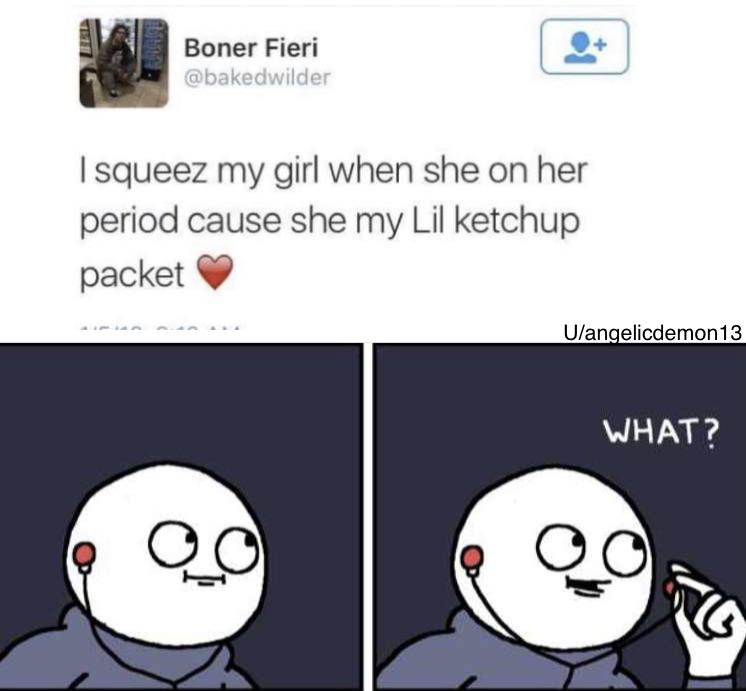 Boner Fieri
@bakedwilder
I squeez my girl when she on her
period cause she my Lil ketchup
packet ❤️
U/angelicdemon13
WHAT?